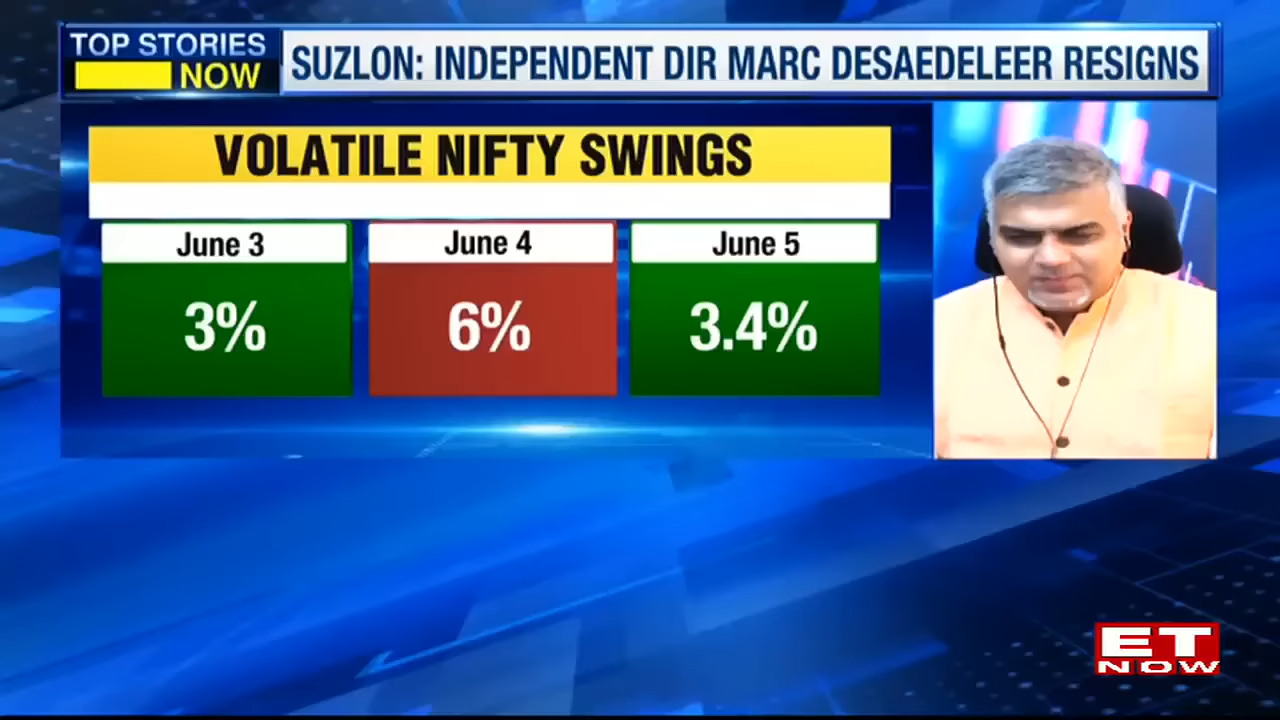 TOP STORIES
NOW
SUZLON: INDEPENDENT DIR MARC DESAEDELEER RESIGNS
VOLATILE NIFTY SWINGS
June 3
June 4
June 5
3%
6%
3.4%
ET
NOW